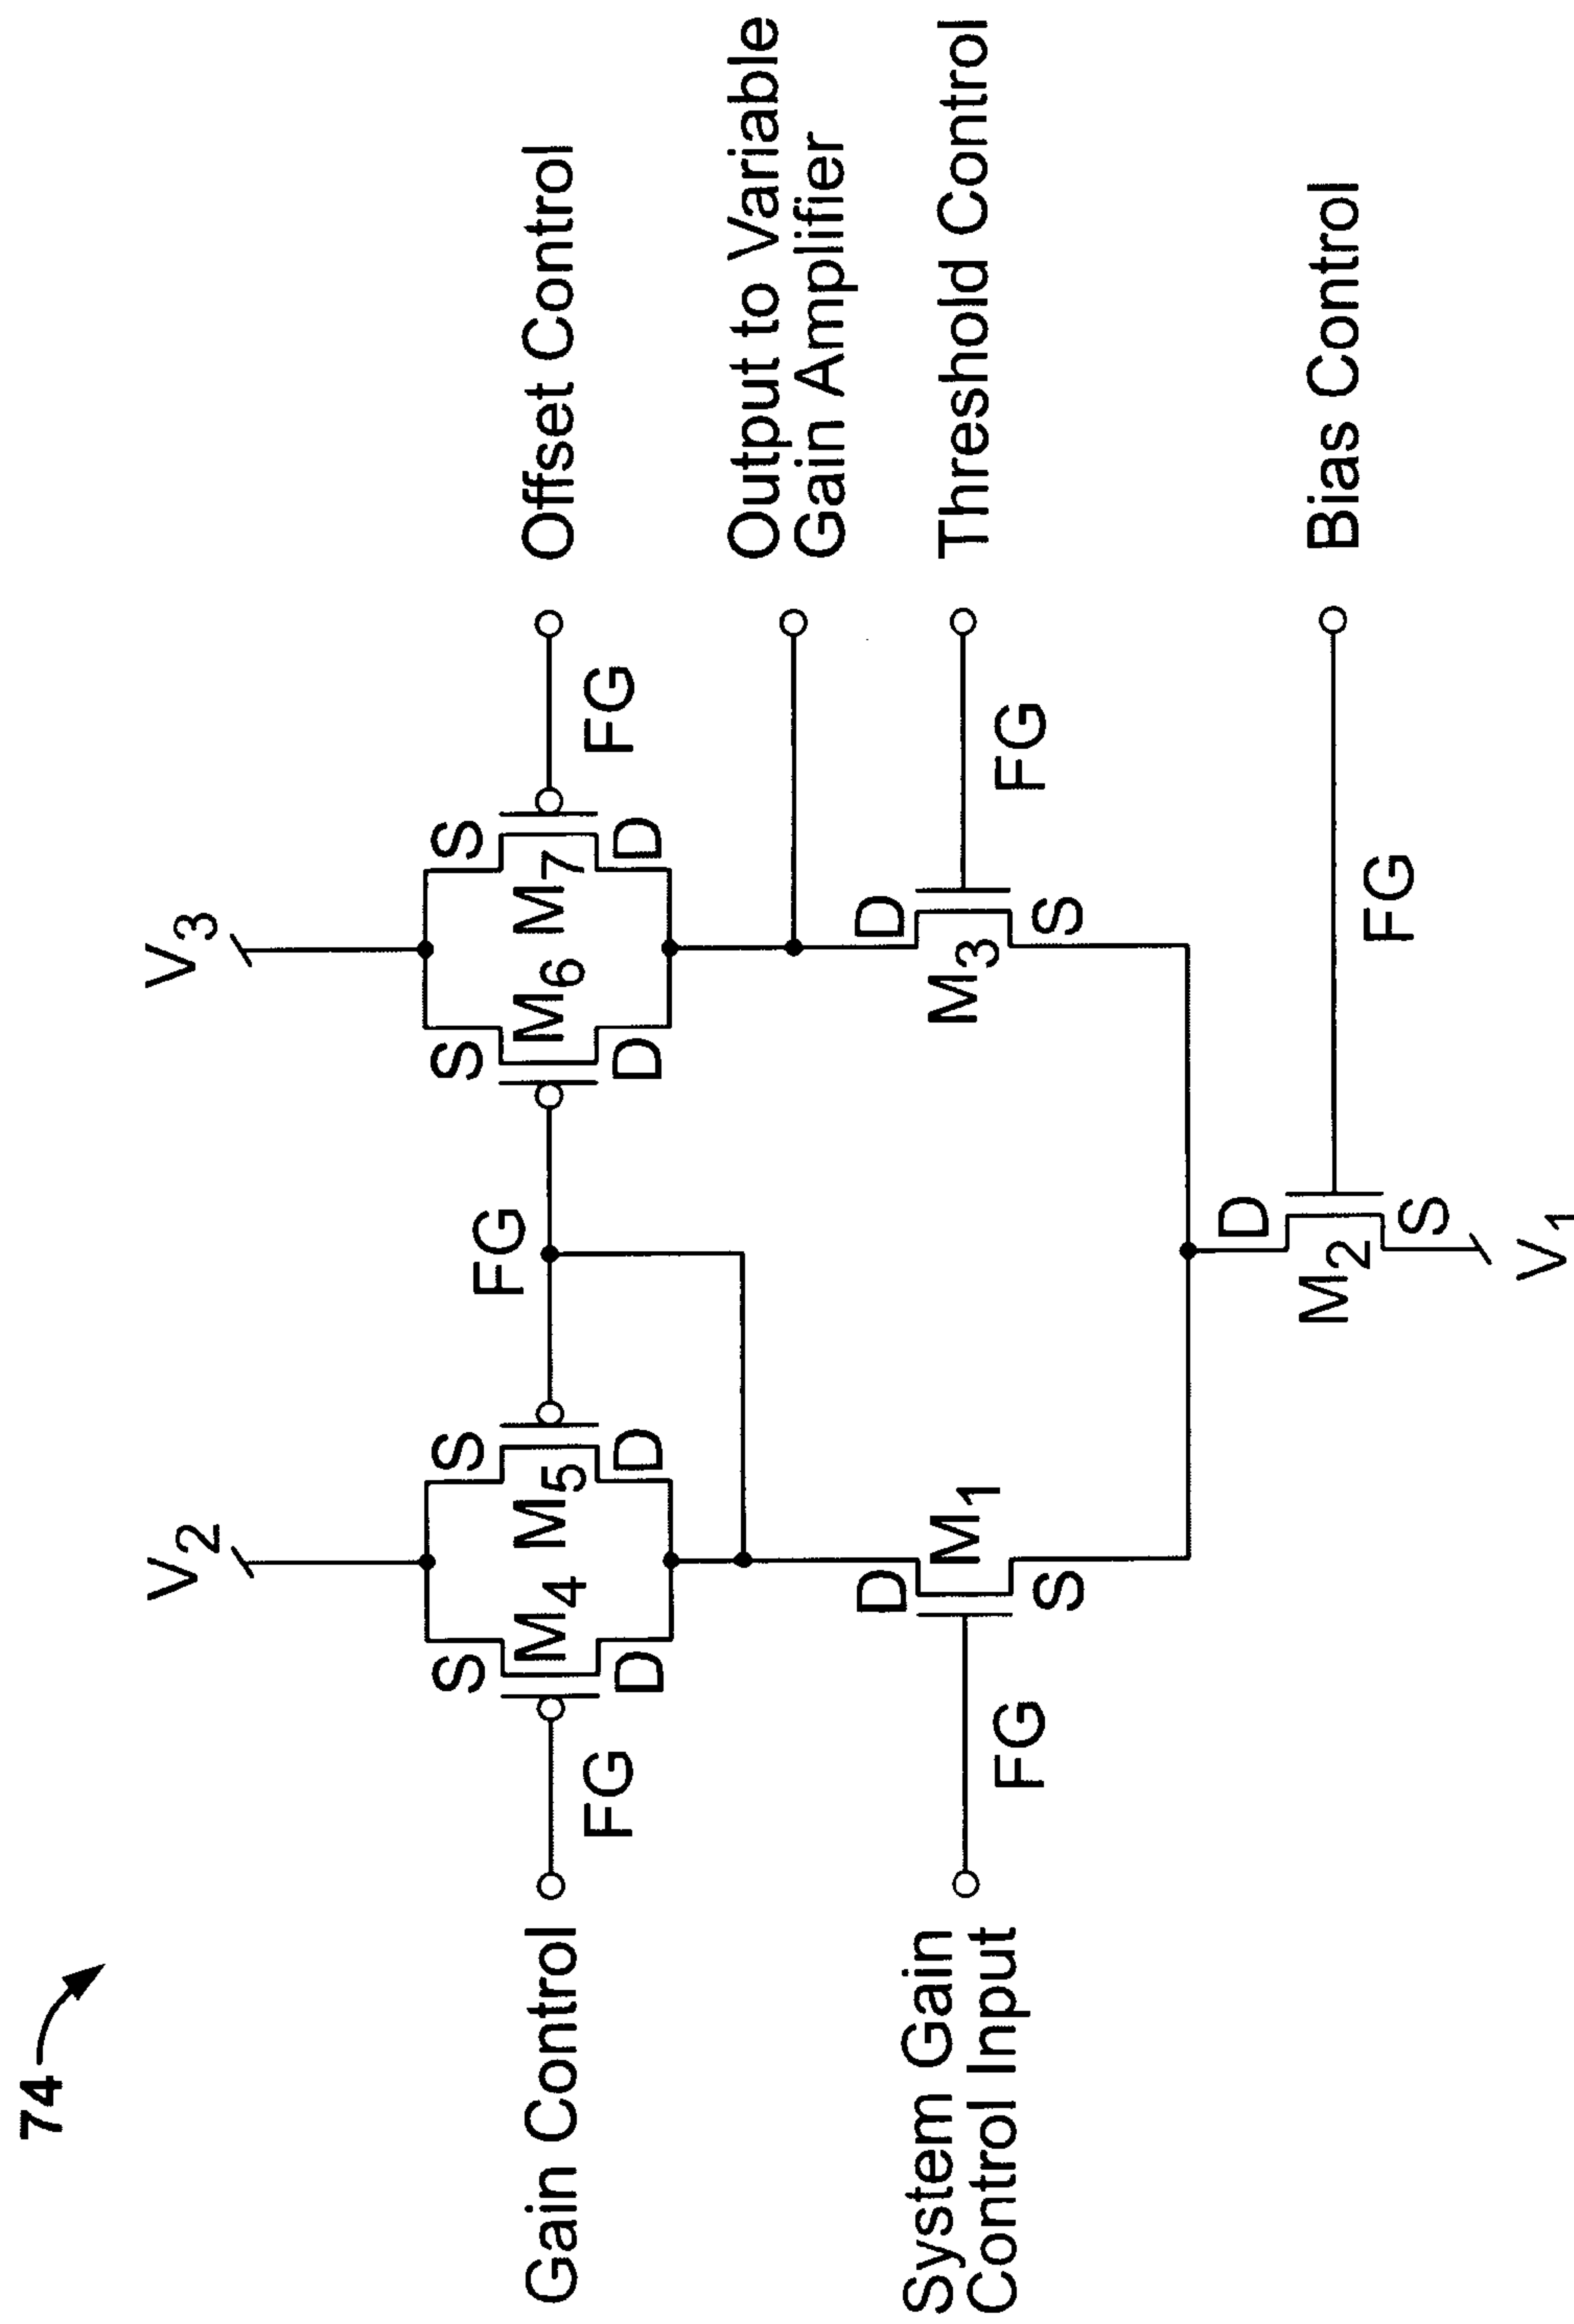 74
V2
V3
S
S
S
S
Gain Control
FG
M4
M5
FG
M6
M7
FG
Offset Control
D
D
D
D
Output to Variable
Gain Amplifier
System Gain
Control Input
FG
D
M1
S
D
M3
S
FG
Threshold Control
D
M2
S
FG
Bias Control
V1